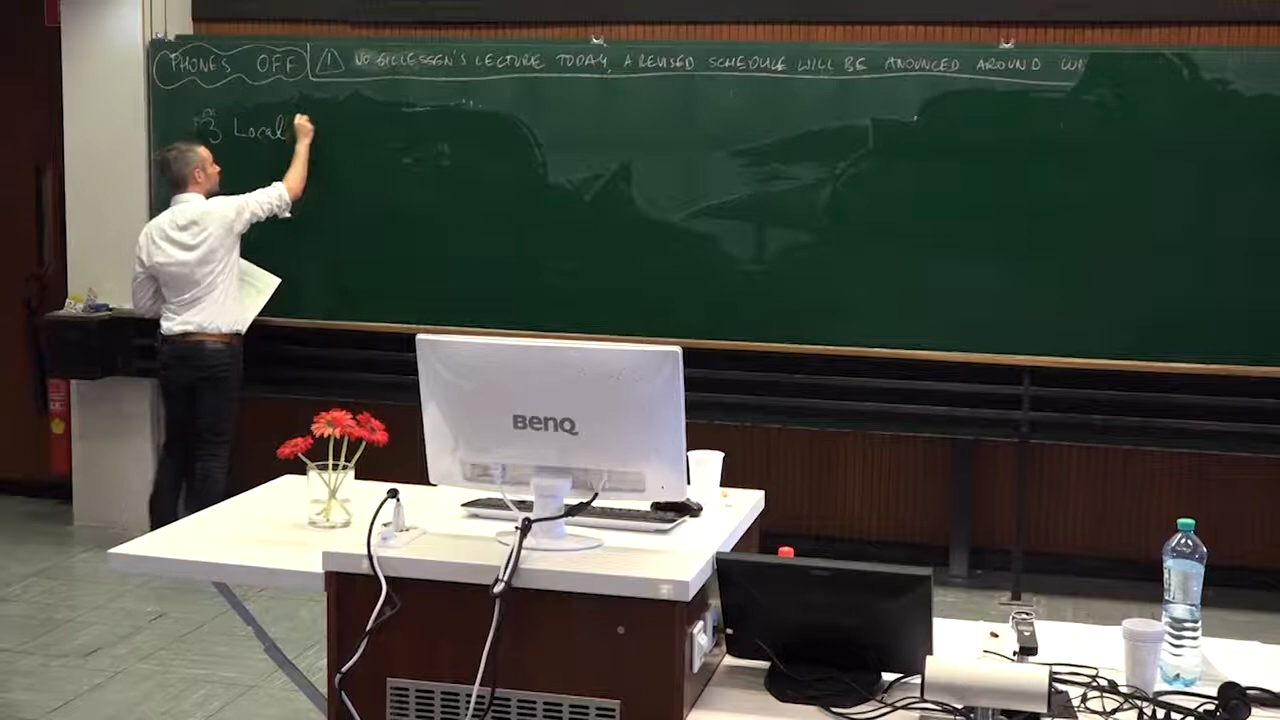 PHONES OFF
NO GILLESSEN'S LECTURE TODAY, A REVISED SCHEDULE WILL BE ANOUNCED AROUND
3 Local
BenQ